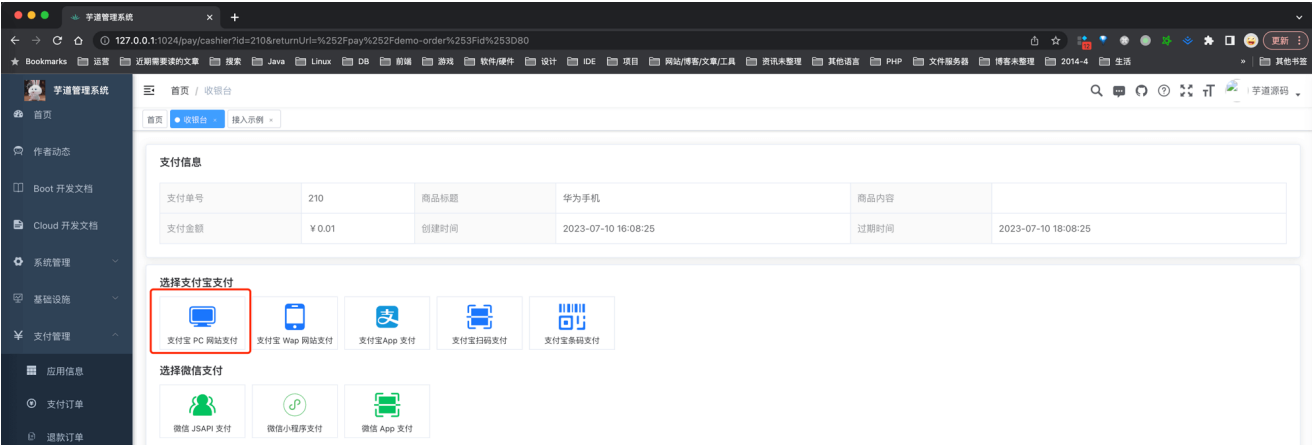 芋道管理系统
127.0.0.1:1024/pay/cashier?id=210&returnUrl=%252Fpay%252Fdemo-order%253Fid%253D80
更新
Bookmarks 运营 近期需要读的文章 搜索 Java Linux DB 前端 游戏 软件/硬件 设计 IDE 项目 网站/博客/文章/工具 资讯未整理 其他语言 PHP 文件服务器 博客未整理 2014-4 生活 » 其他书签
芋道管理系统
首页 / 收银台
芋道源码
首页
首页 收银台 × 接入示例 ×
作者动态
Boot 开发文档
Cloud 开发文档
系统管理
基础设施
支付管理
应用信息
支付订单
退款订单
支付信息
支付单号 210 商品标题 华为手机 商品内容
支付金额 ¥0.01 创建时间 2023-07-10 16:08:25 过期时间 2023-07-10 18:08:25
选择支付宝支付
支付宝 PC 网站支付 支付宝 Wap 网站支付 支付宝App 支付 支付宝扫码支付 支付宝条码支付
选择微信支付
微信 JSAPI 支付 微信小程序支付 微信 App 支付